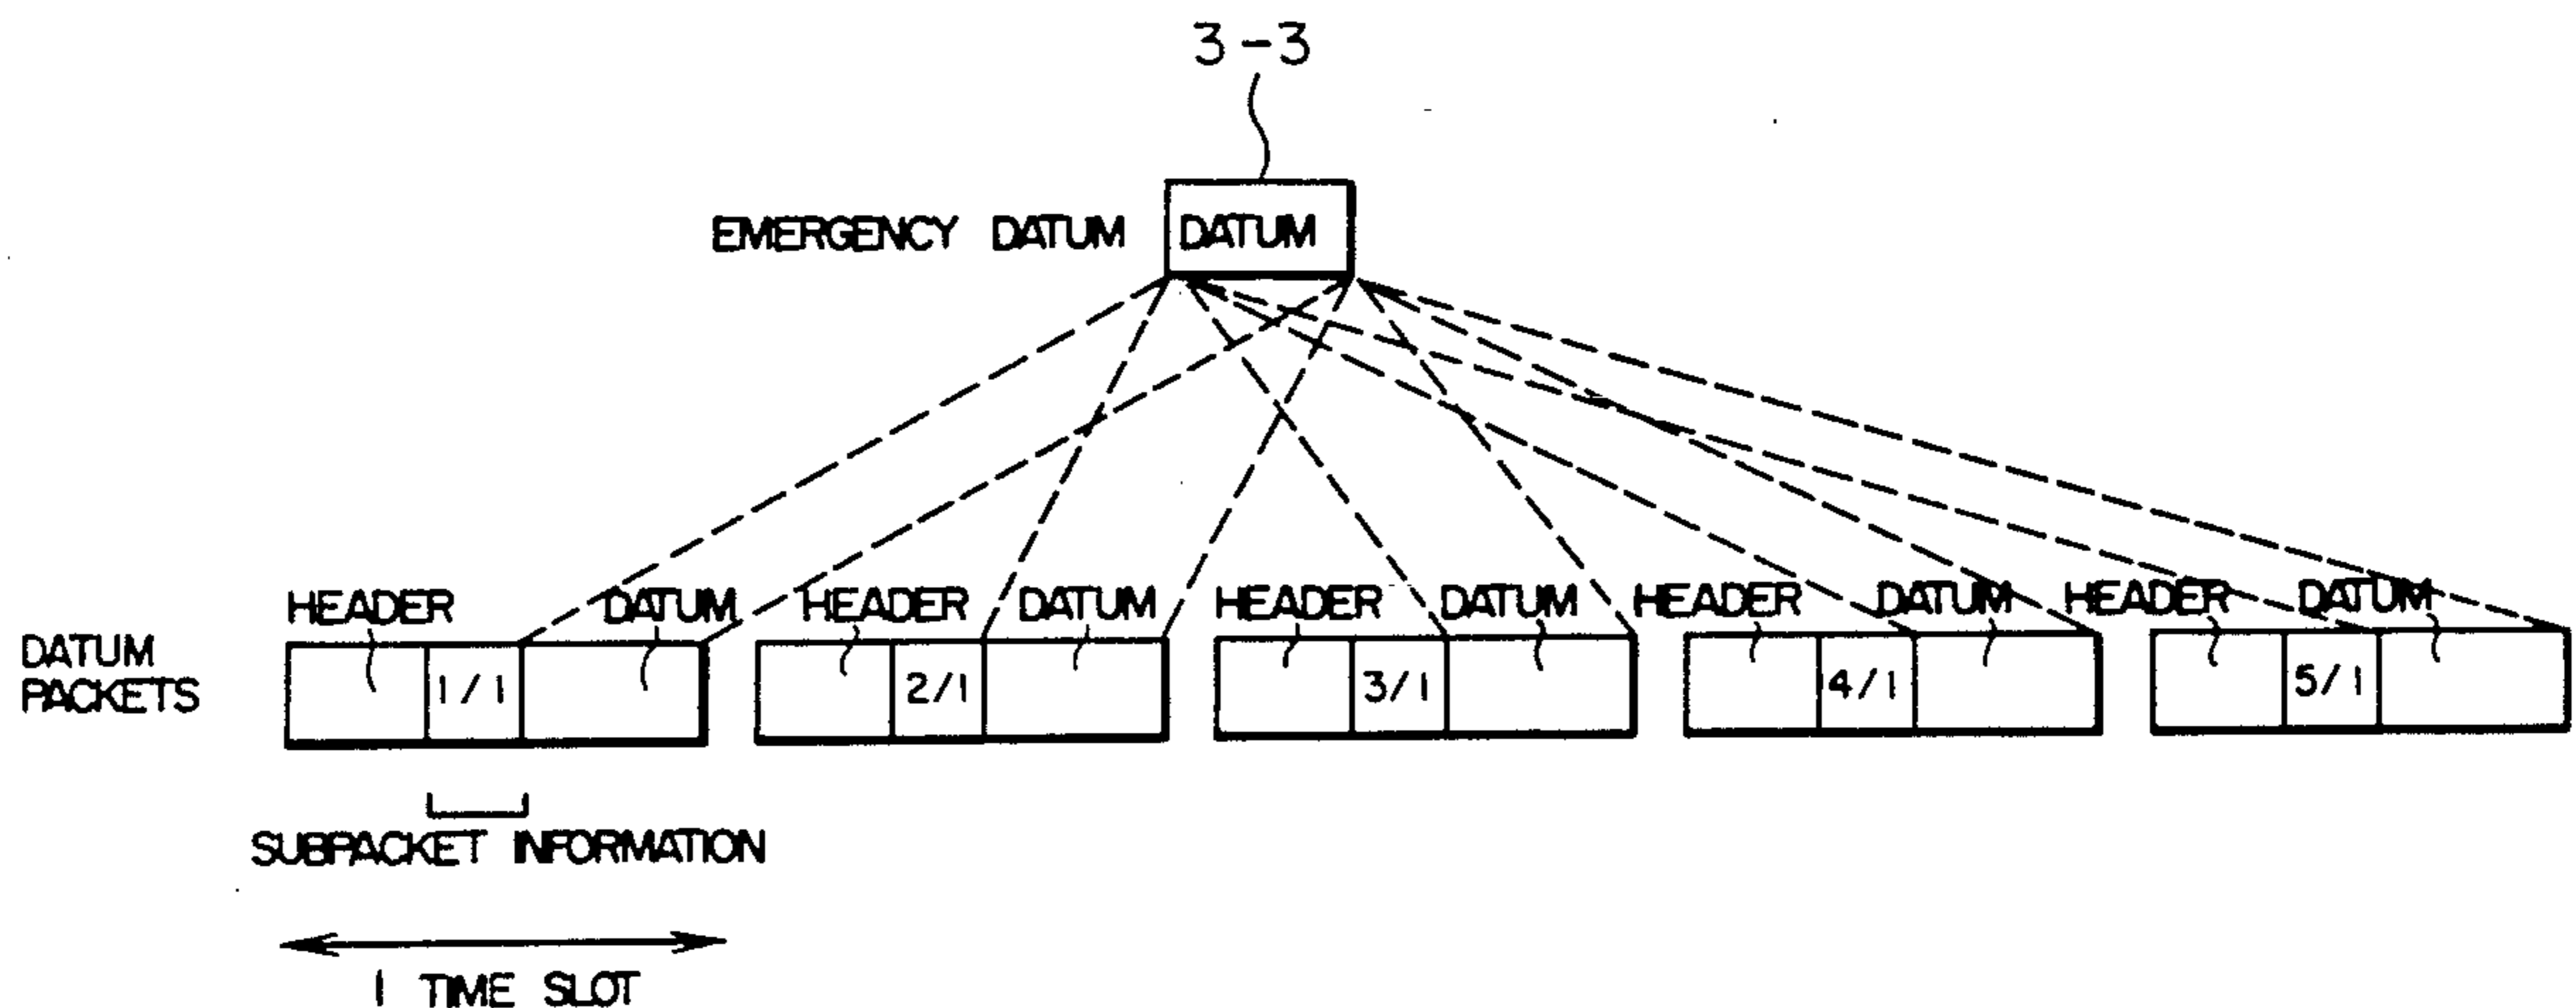 3-3
EMERGENCY DATUM DATUM
HEADER DATUM HEADER DATUM HEADER DATUM HEADER DATUM HEADER DATUM
DATUM
PACKETS
1/1 2/1 3/1 4/1 5/1
SUBPACKET INFORMATION
1 TIME SLOT